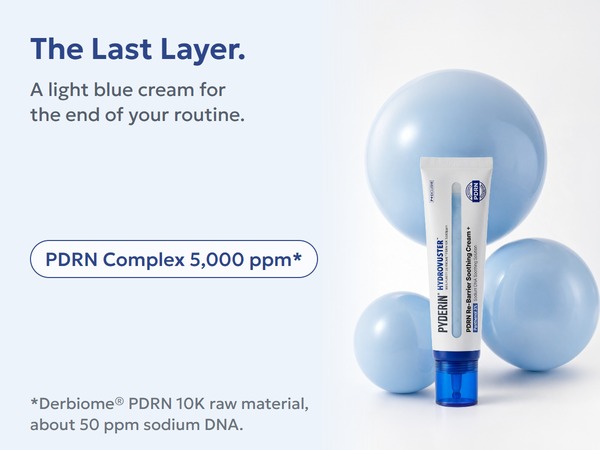 The Last Layer.
A light blue cream for
the end of your routine.
PDRN Complex 5,000 ppm*
*Derbiome® PDRN 10K raw material,
about 50 ppm sodium DNA.
PYDERIN® HYDROVUSTER®
PDRN Re-Barrier Soothing Cream +
PDRN